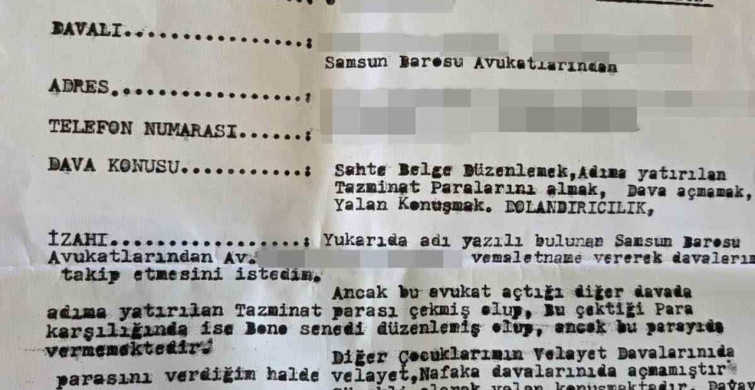 DAVALI...................:
Samsun Barosu Avukatlarından
ADRES....................:
TELEFON NUMARASI.......:
DAVA KONUSU............: Sahte Belge Düzenlemek,Adıma yatırılan
Tazminat Paralarını almak, Dava açmamak,
Yalan Konuşmak. DOLANDIRICILIK,
İZAHI..................: Yukarıda adı yazılı bulunan Samsun Barosu
Avukatlarından Av. vemaletname vererek davaların
takip etmesini istedim.
Ancak bu avukat açtığı diğer davada
adıma yatırılan Tazminat parası çekmiş olup, Bu çektiği Para
karşılığında ise Bono senedi düzenlemiş olup, ancak bu parayıda
vermemektedir.
Diğer Çocuklarımın Velayet Davalarınıda
parasını verdiğim halde velayet,Nafaka davalarınıda açmamıştır
olarak yalan konuşmaktadır.